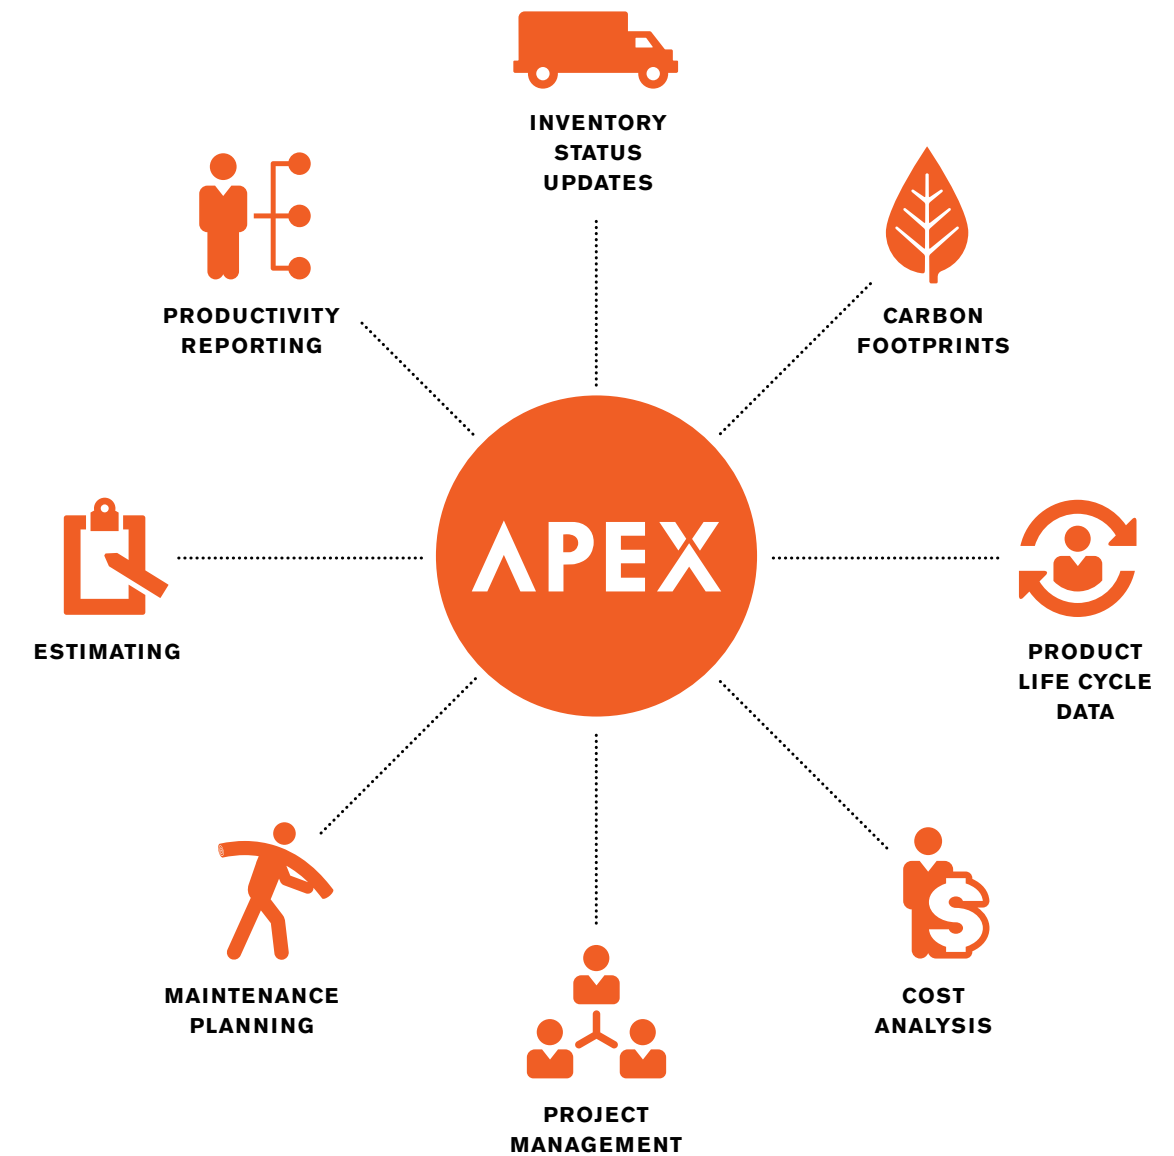 INVENTORY
STATUS
UPDATES
CARBON
FOOTPRINTS
PRODUCTIVITY
REPORTING
APEX
ESTIMATING
PRODUCT
LIFE CYCLE
DATA
MAINTENANCE
PLANNING
COST
ANALYSIS
PROJECT
MANAGEMENT